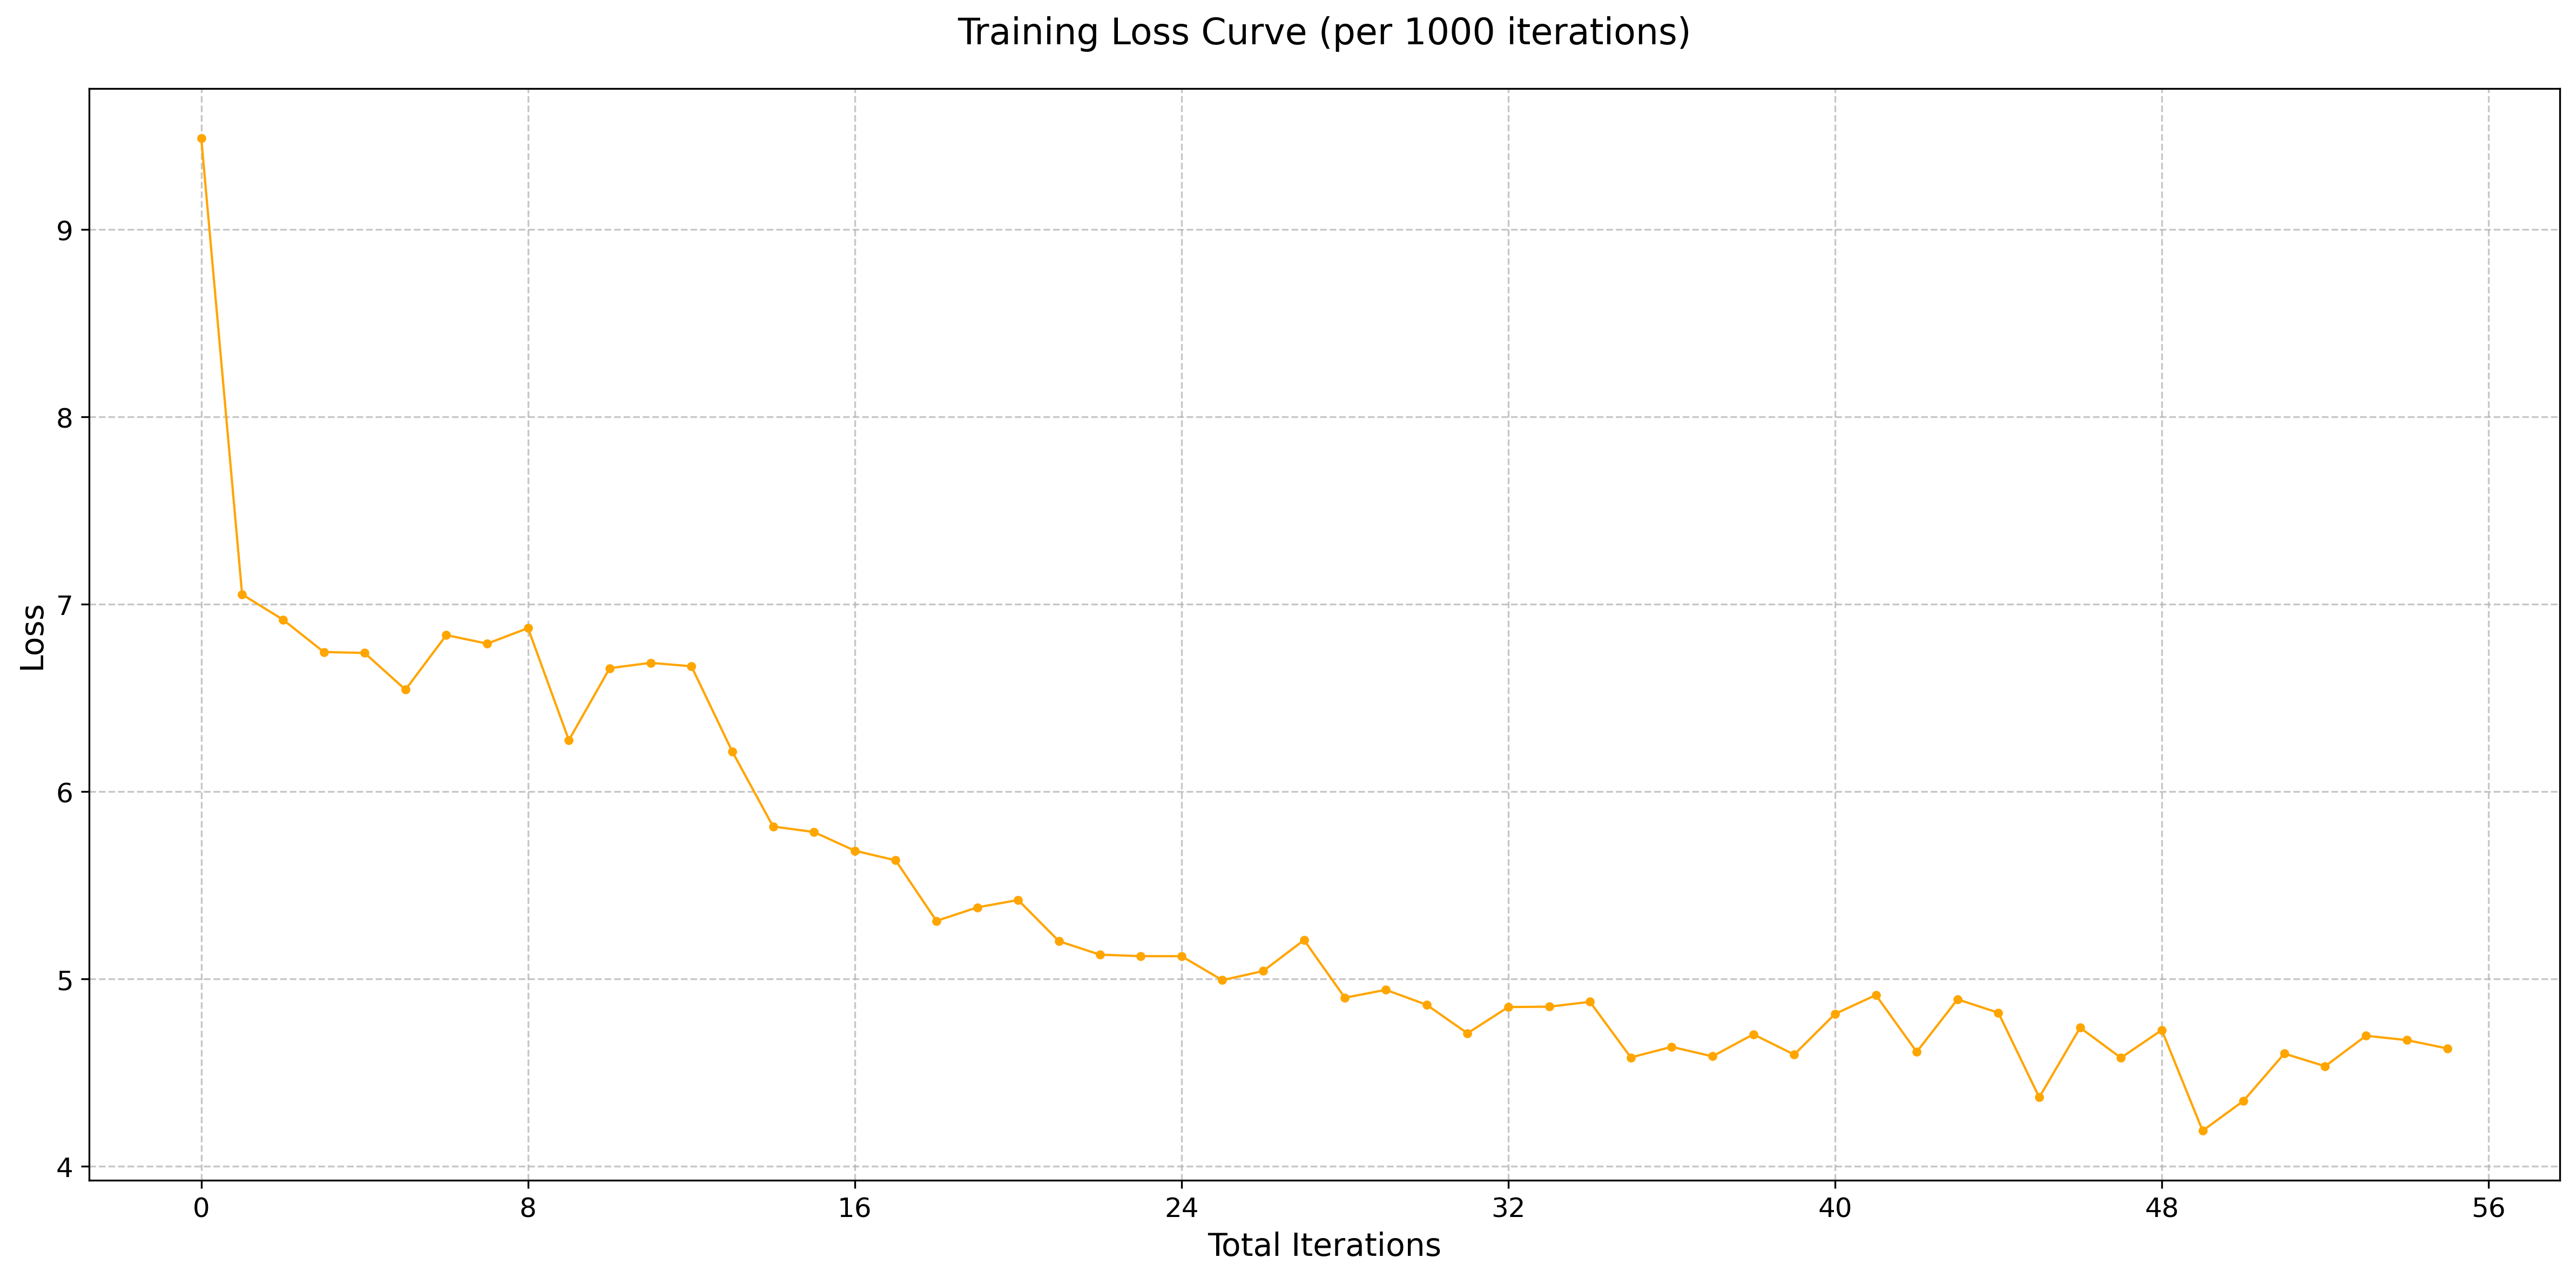 Training Loss Curve (per 1000 iterations)
9
8
7
6
5
4
Loss
0 8 16 24 32 40 48 56
Total Iterations